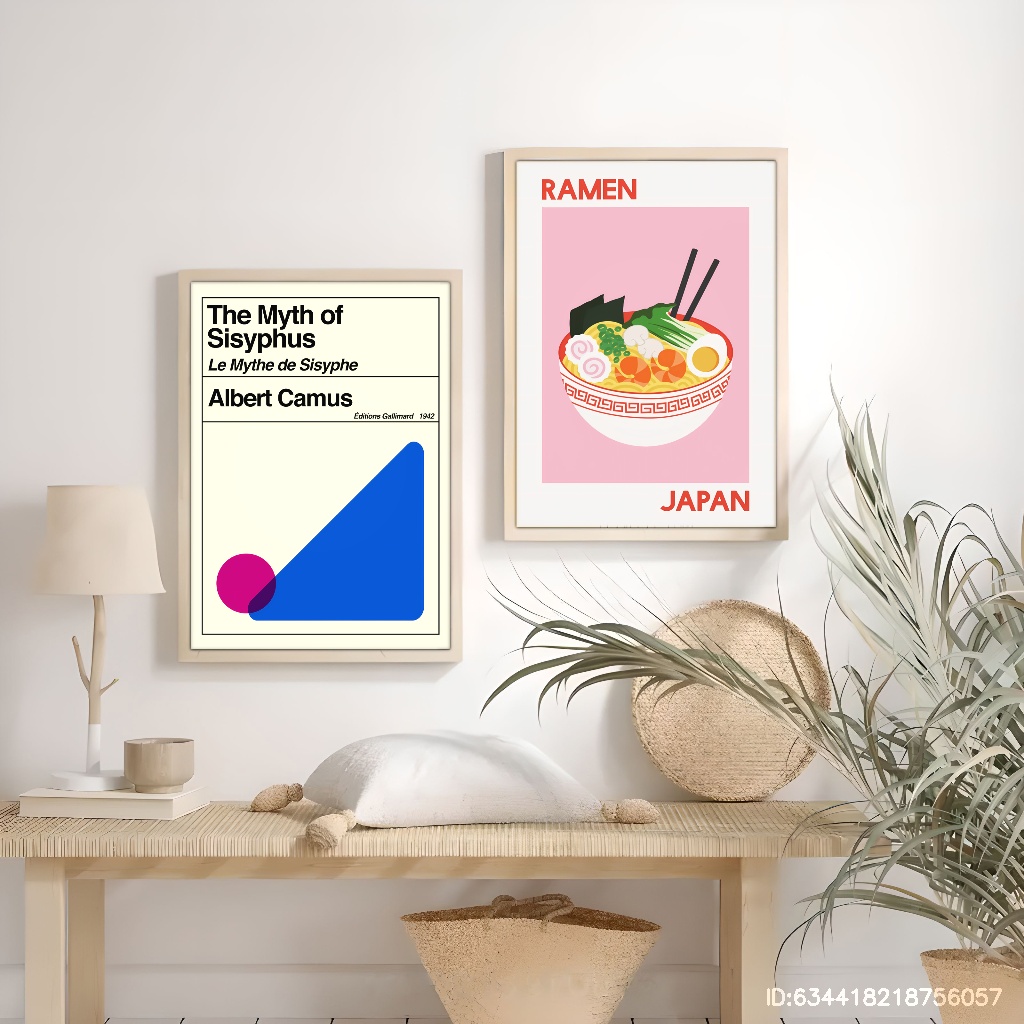 The Myth of
Sisyphus
Le Mythe de Sisyphe
Albert Camus
Éditions Gallimard 1942
RAMEN
JAPAN
ID:634418218756057